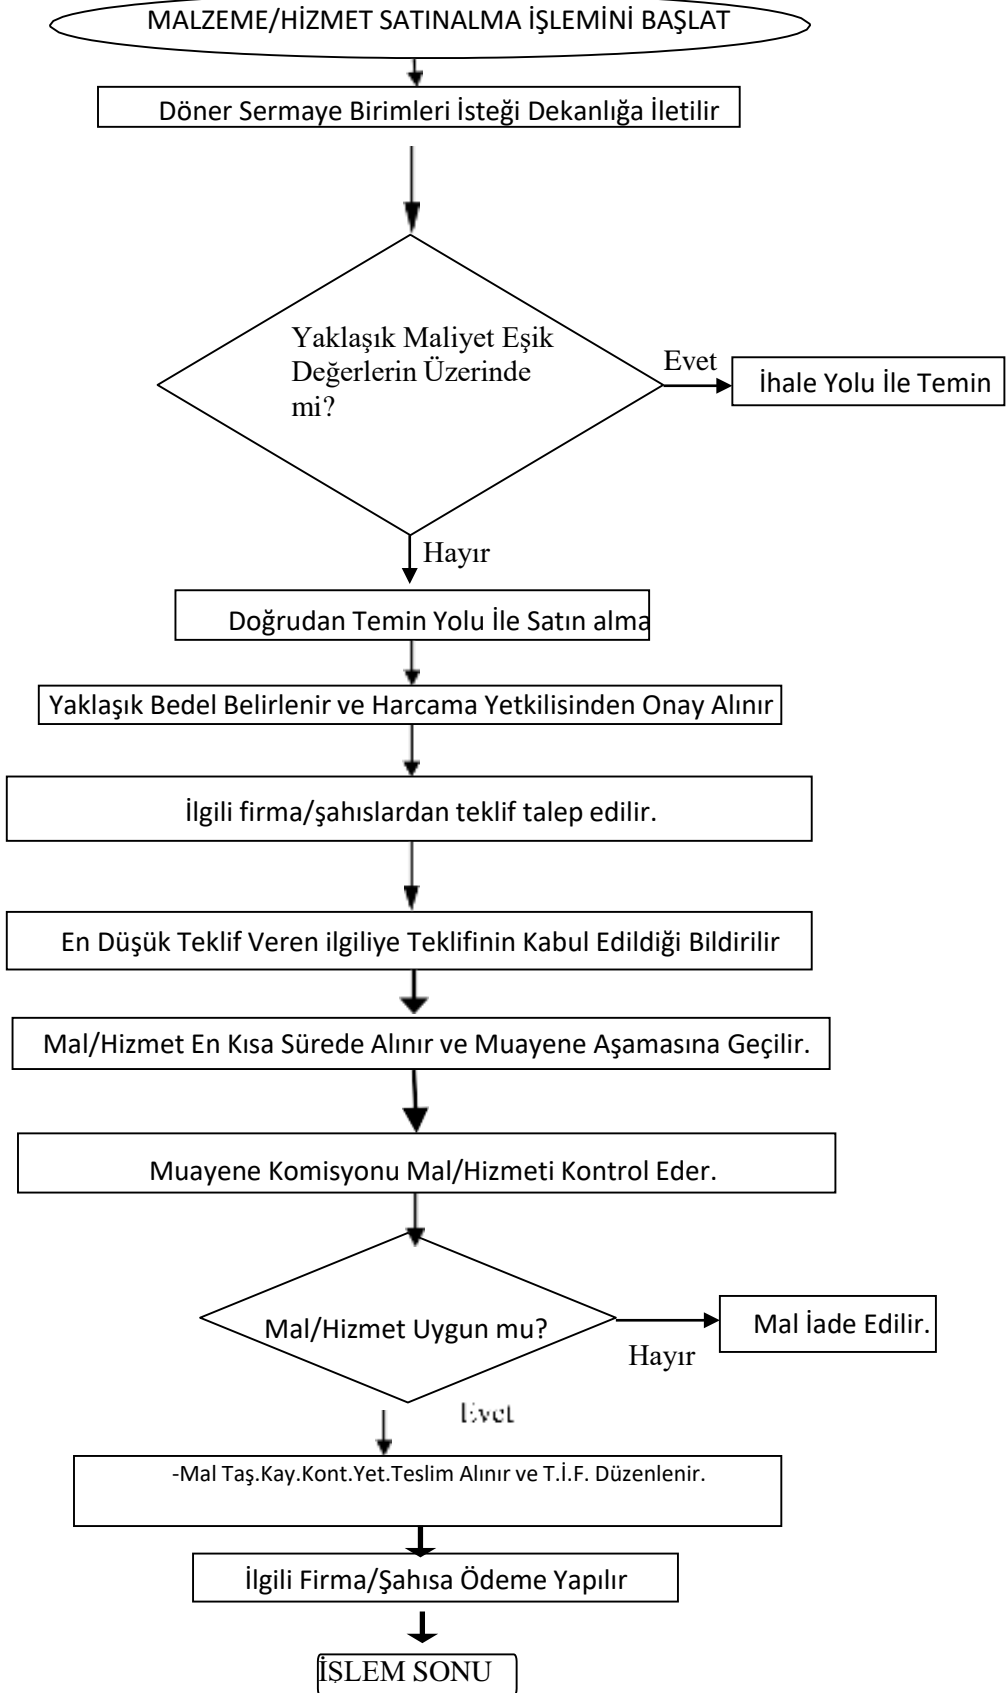 MALZEME/HİZMET SATINALMA İŞLEMİNİ BAŞLAT
Döner Sermaye Birimleri İsteği Dekanlığa İletilir
Yaklaşık Maliyet Eşik
Değerlerin Üzerinde
mi?
Evet
İhale Yolu İle Temin
Hayır
Doğrudan Temin Yolu İle Satın alma
Yaklaşık Bedel Belirlenir ve Harcama Yetkilisinden Onay Alınır
İlgili firma/şahıslardan teklif talep edilir.
En Düşük Teklif Veren ilgiliye Teklifinin Kabul Edildiği Bildirilir
Mal/Hizmet En Kısa Sürede Alınır ve Muayene Aşamasına Geçilir.
Muayene Komisyonu Mal/Hizmeti Kontrol Eder.
Mal/Hizmet Uygun mu?
Mal İade Edilir.
Hayır
Evet
-Mal Taş.Kay.Kont.Yet.Teslim Alınır ve T.İ.F. Düzenlenir.
İlgili Firma/Şahısa Ödeme Yapılır
İŞLEM SONU